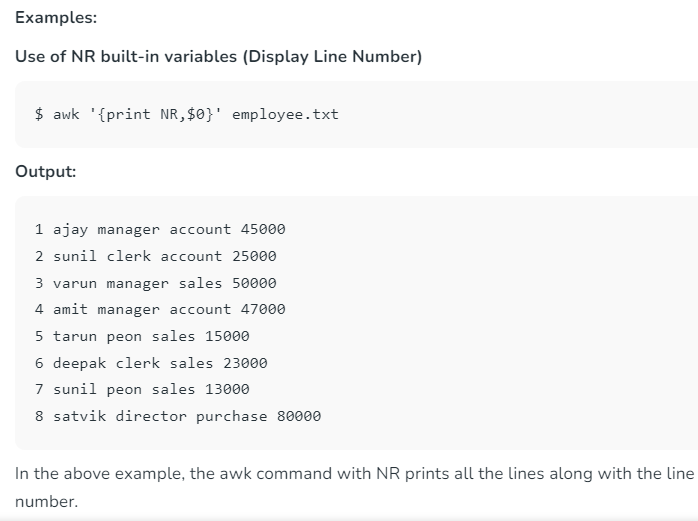 Examples:
Use of NR built-in variables (Display Line Number)
$ awk '{print NR,$0}' employee.txt
Output:
1 ajay manager account 45000
2 sunil clerk account 25000
3 varun manager sales 50000
4 amit manager account 47000
5 tarun peon sales 15000
6 deepak clerk sales 23000
7 sunil peon sales 13000
8 satvik director purchase 80000
In the above example, the awk command with NR prints all the lines along with the line
number.